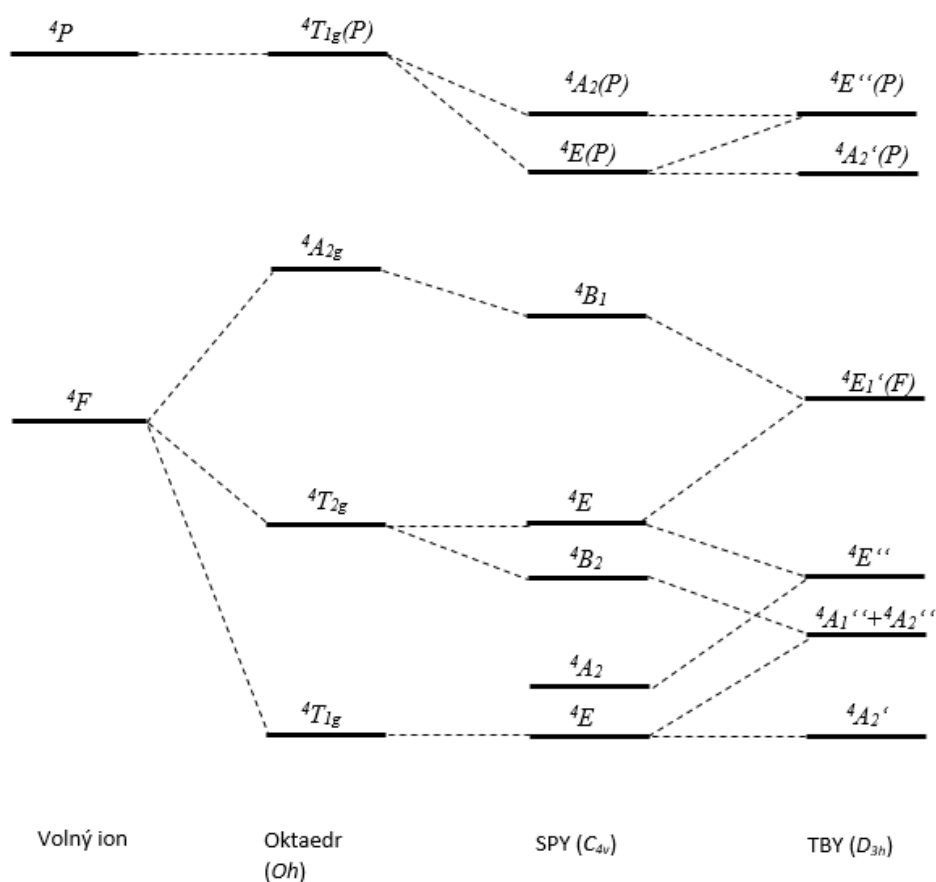 ⁴P
⁴T₁g(P)
⁴A₂(P)
⁴E‘‘(P)
⁴E(P)
⁴A₂‘(P)
⁴A₂g
⁴B₁
⁴E₁‘(F)
⁴F
⁴T₂g
⁴E
⁴B₂
⁴E‘‘
⁴A₁‘‘+⁴A₂‘‘
⁴A₂
⁴T₁g
⁴E
⁴A₂‘
Volný ion
Oktaedr
(Oh)
SPY (C₄ᵥ)
TBY (D₃ₕ)